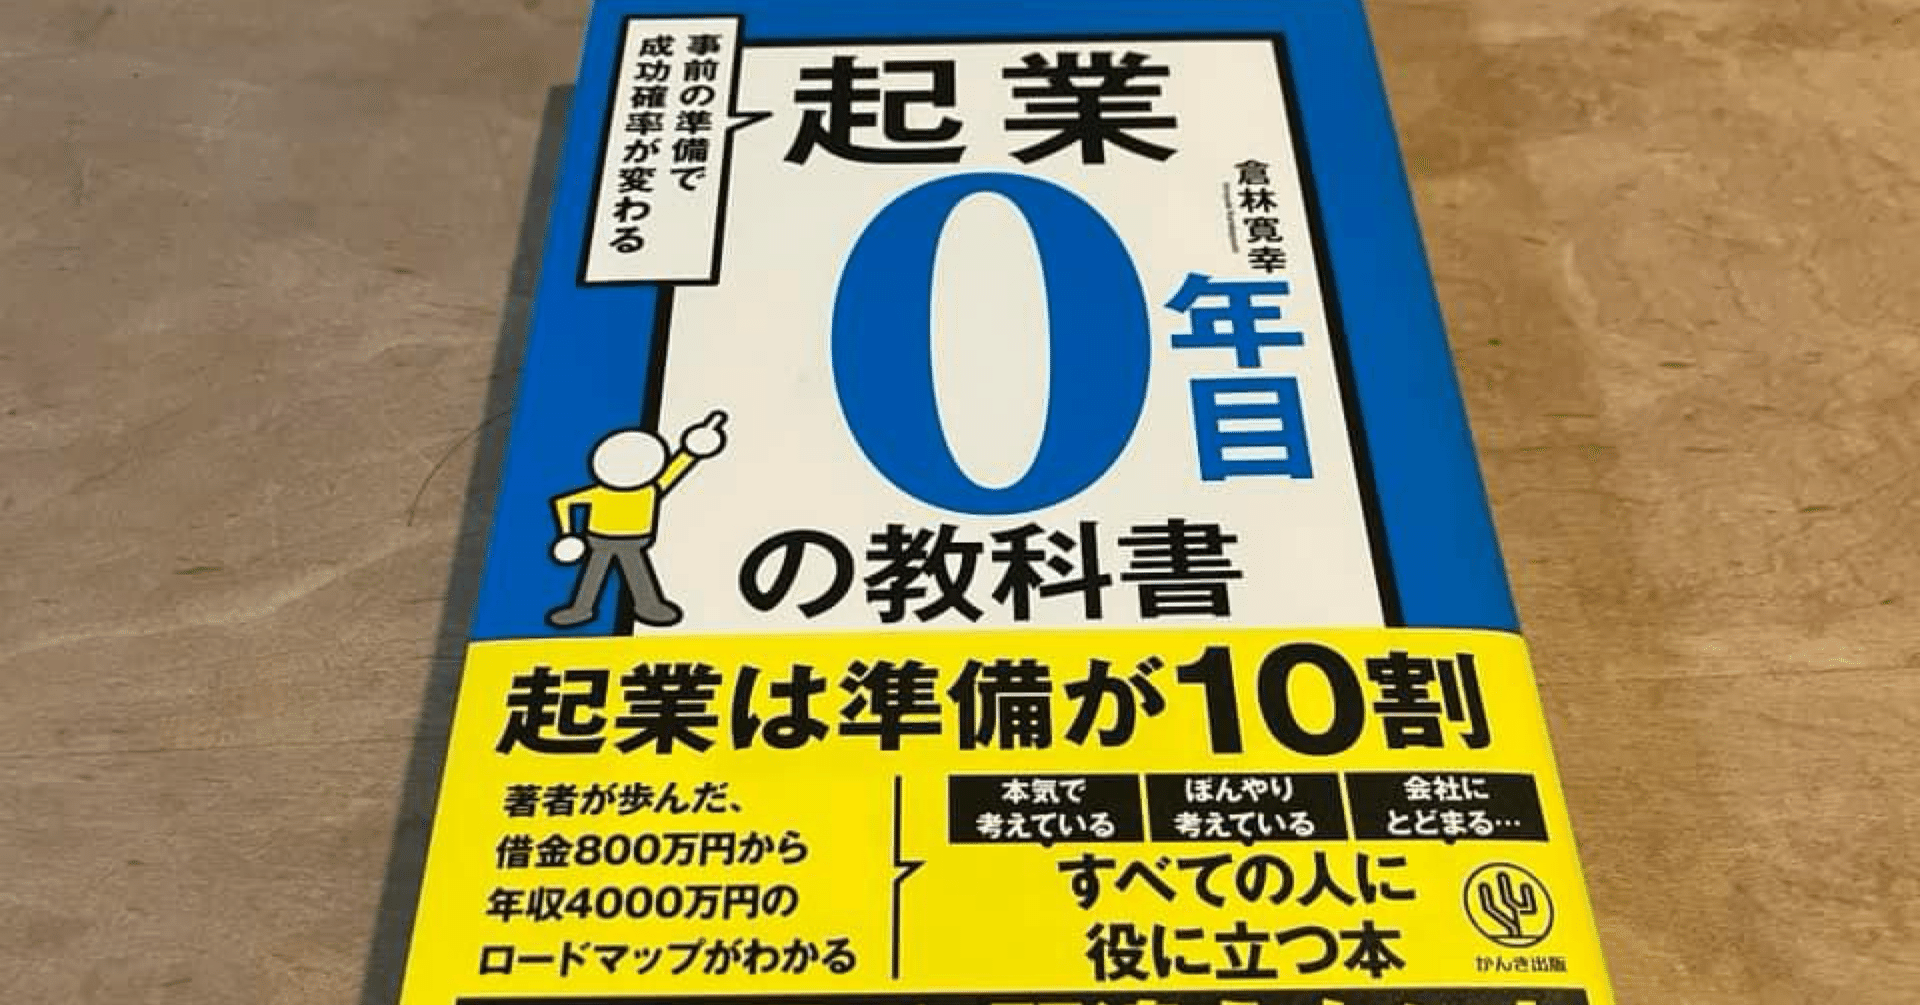 事前の準備で
成功確率が変わる
起業
0年目
の教科書
倉林寛幸
起業は準備が10割
著者が歩んだ、
借金800万円から
年収4000万円の
ロードマップがわかる
本気で
考えている
ぼんやり
考えている
会社に
とどまる…
すべての人に
役に立つ本
かんき出版